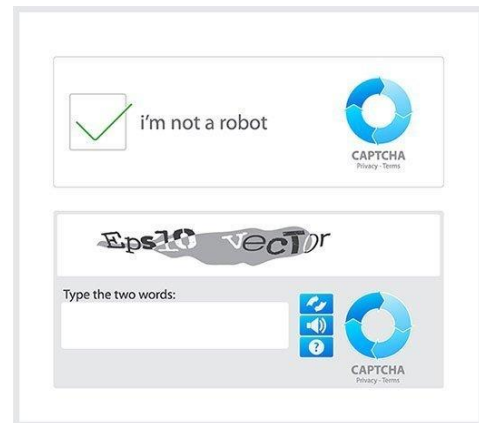 i'm not a robot
CAPTCHA
Privacy - Terms
Eps10 vecTor
Type the two words:
?
CAPTCHA
Privacy - Terms